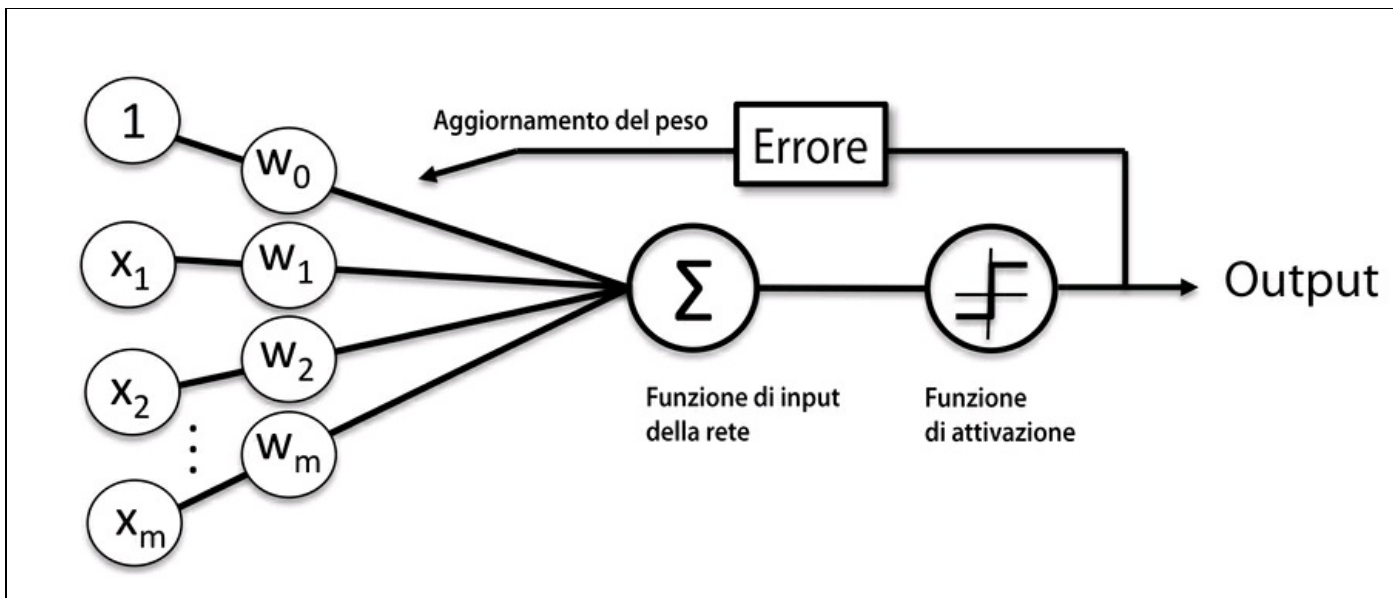 1
w0
Aggiornamento del peso
Errore
x1
w1
Σ
Output
x2
w2
Funzione di input
della rete
Funzione
di attivazione
⋮
wm
xm